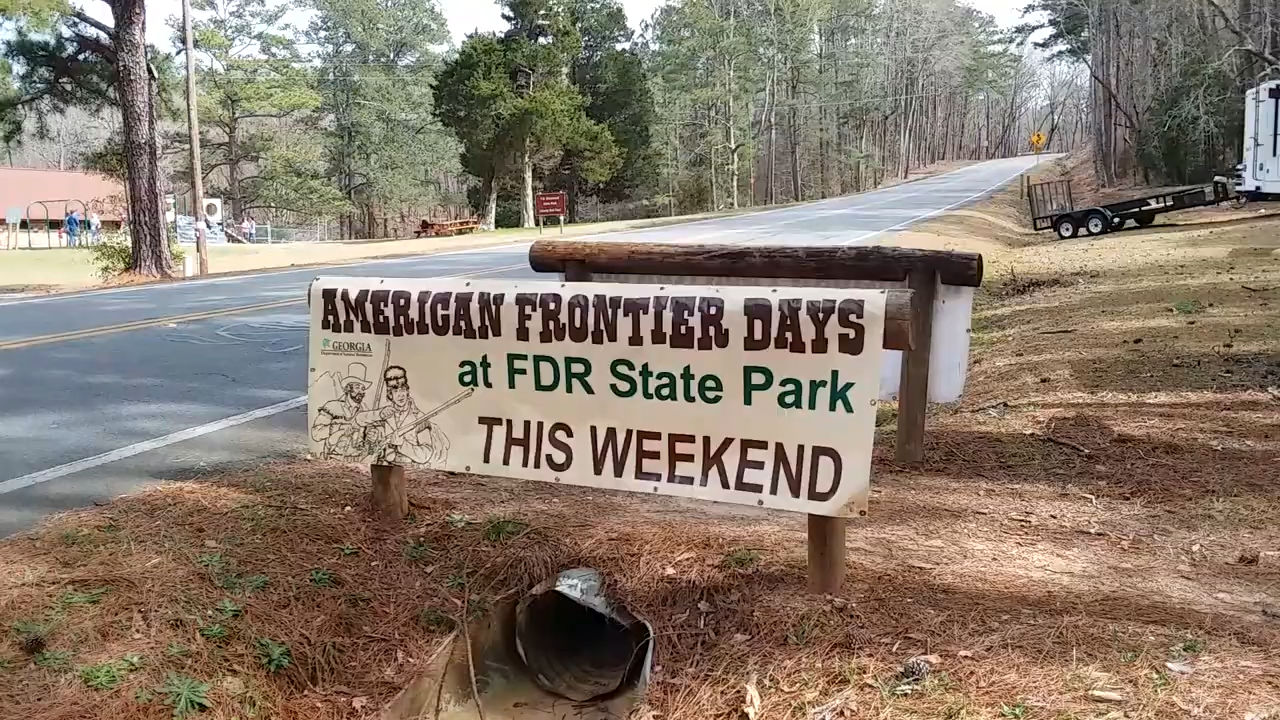 AMERICAN FRONTIER DAYS
GEORGIA
at FDR State Park
THIS WEEKEND